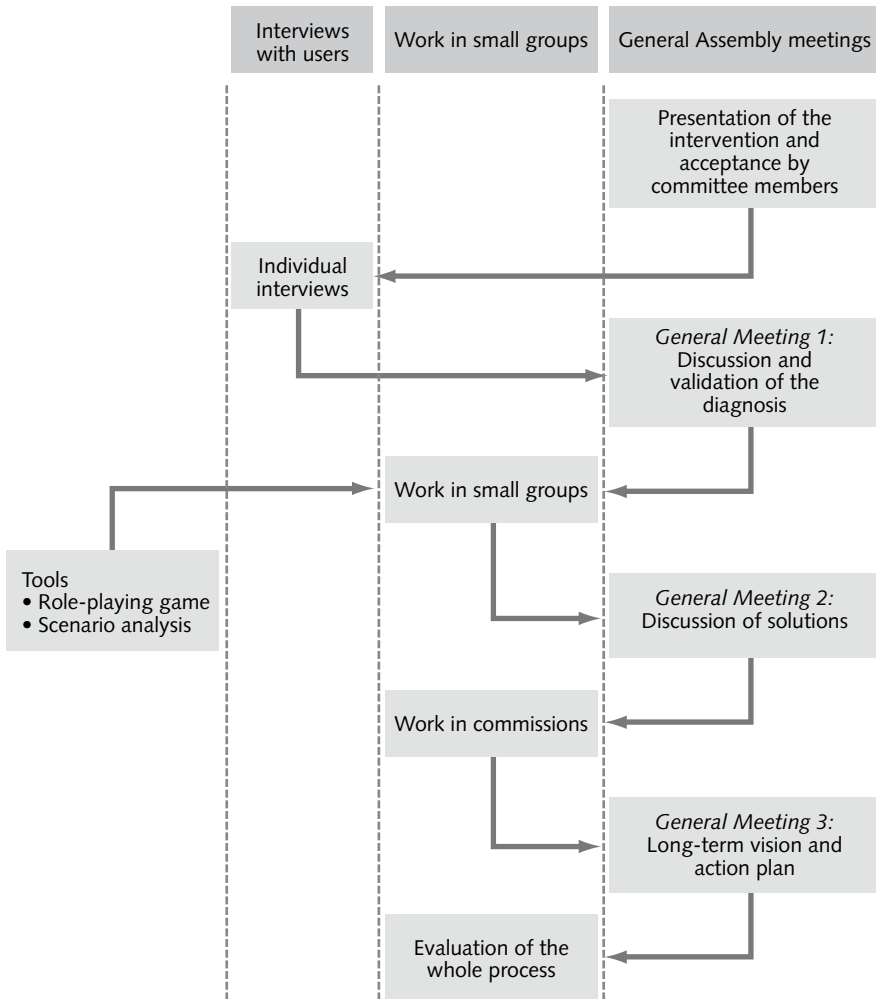 Interviews
with users
Work in small groups
General Assembly meetings
Presentation of the
intervention and
acceptance by
committee members
Individual
interviews
General Meeting 1:
Discussion and
validation of the
diagnosis
Work in small groups
Tools
• Role-playing game
• Scenario analysis
General Meeting 2:
Discussion of solutions
Work in commissions
General Meeting 3:
Long-term vision and
action plan
Evaluation of the
whole process